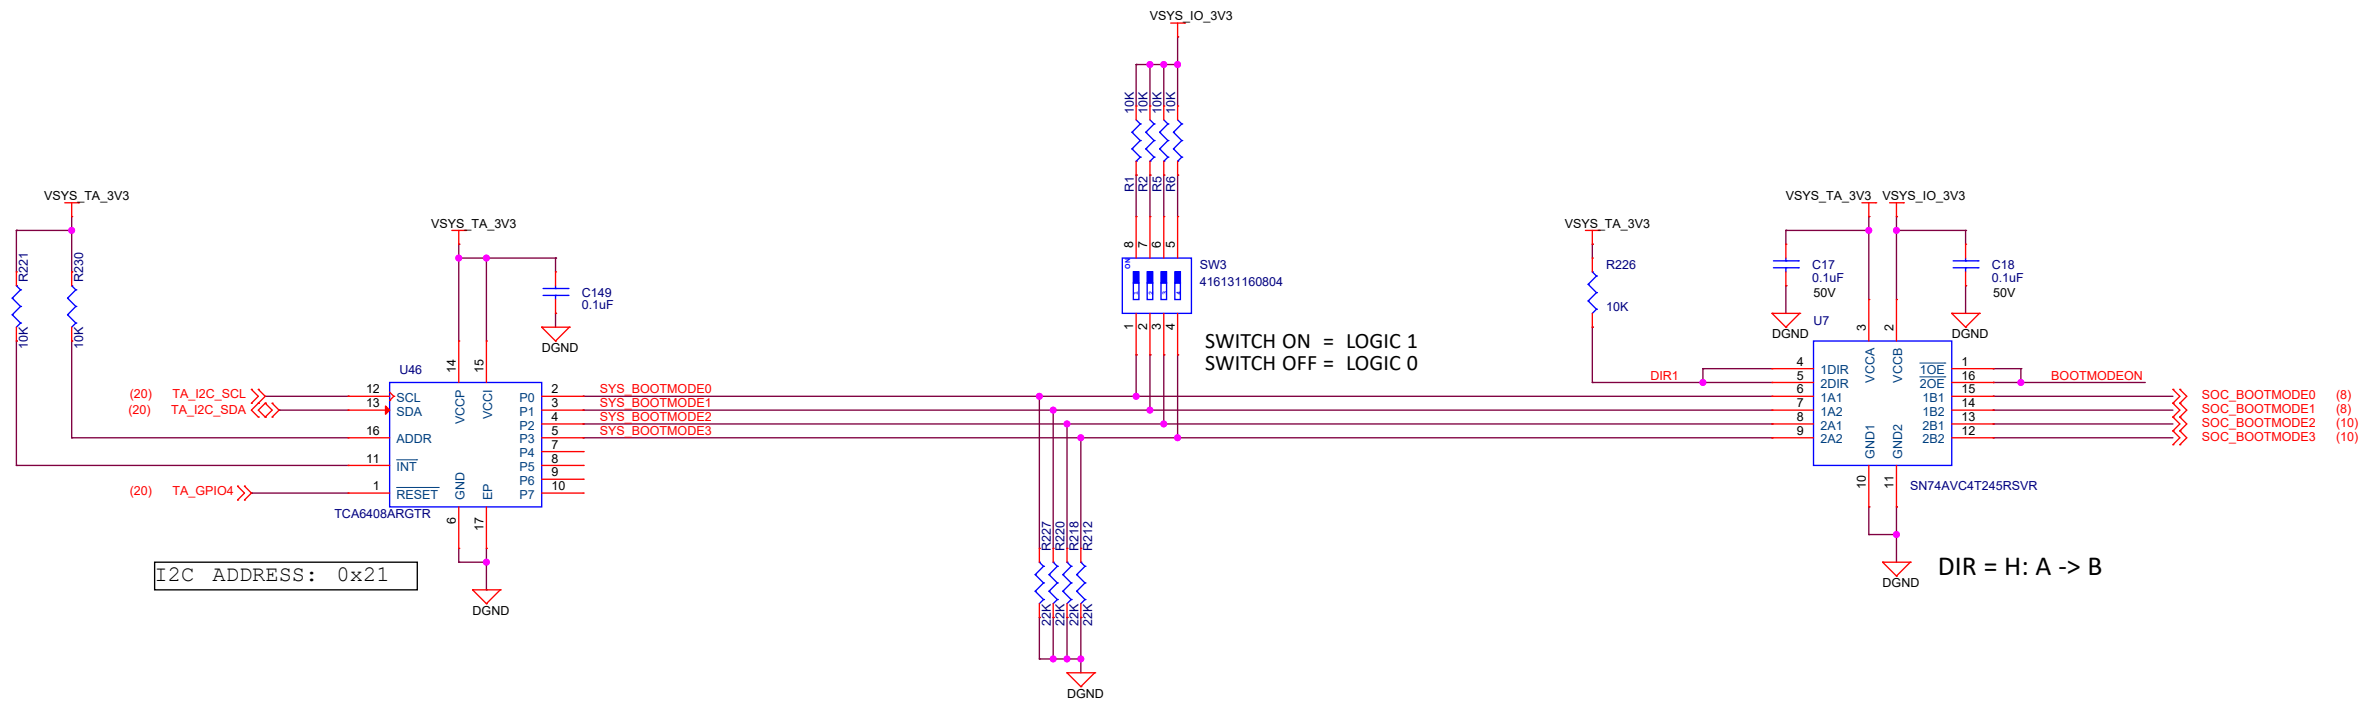 VSYS_IO_3V3
10K
10K
10K
10K
R1
R2
R5
R6
8
7
6
5
NO
1
2
3
4
SW3
416131160804
1
2
3
4
SWITCH ON = LOGIC 1
SWITCH OFF = LOGIC 0
VSYS_TA_3V3
R221
R230
10K
10K
VSYS_TA_3V3
C149
0.1uF
DGND
14
15
U46
(20) TA_I2C_SCL
(20) TA_I2C_SDA
(20) TA_GPIO4
12
13
16
11
1
SCL
SDA
ADDR
INT
RESET
VCCP
VCCI
GND
EP
P0
P1
P2
P3
P4
P5
P6
P7
2
3
4
5
7
8
9
10
SYS_BOOTMODE0
SYS_BOOTMODE1
SYS_BOOTMODE2
SYS_BOOTMODE3
TCA6408ARGTR
6
17
DGND
I2C ADDRESS: 0x21
R227
R220
R218
R212
22K
22K
22K
22K
DGND
VSYS_TA_3V3
R226
10K
DIR1
VSYS_TA_3V3
VSYS_IO_3V3
C17
0.1uF
50V
DGND
C18
0.1uF
50V
DGND
U7
3
2
4
5
6
7
8
9
1DIR
2DIR
1A1
1A2
2A1
2A2
VCCA
VCCB
GND1
GND2
1OE
2OE
1B1
1B2
2B1
2B2
1
16
15
14
13
12
BOOTMODEON
SOC_BOOTMODE0 (8)
SOC_BOOTMODE1 (8)
SOC_BOOTMODE2 (10)
SOC_BOOTMODE3 (10)
10
11
SN74AVC4T245RSVR
DGND
DIR = H: A -> B